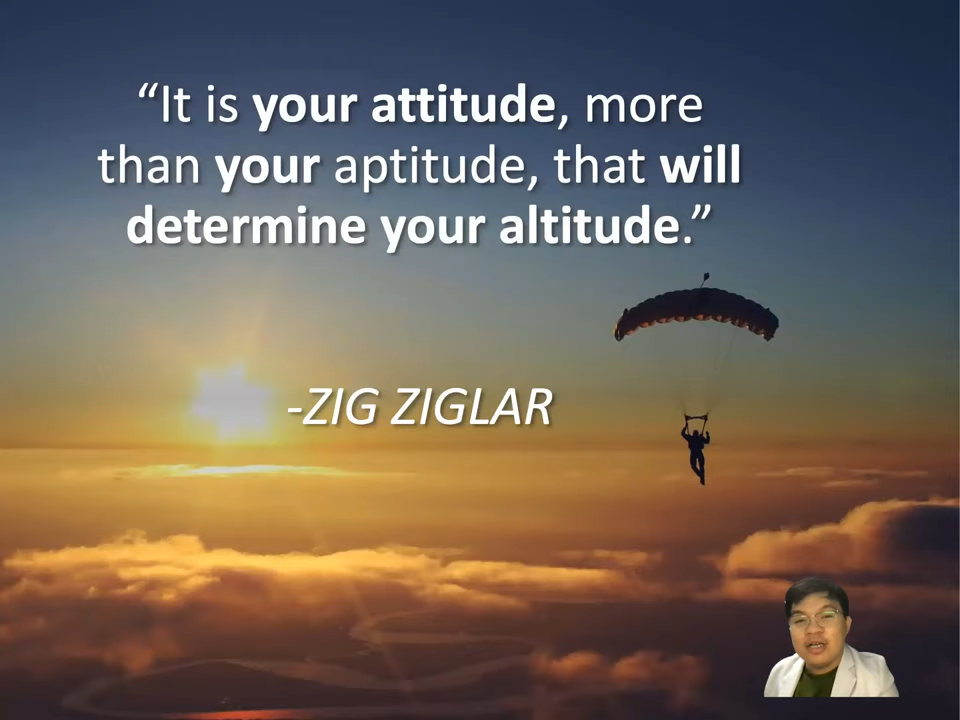 “It is your attitude, more
than your aptitude, that will
determine your altitude.”
-ZIG ZIGLAR